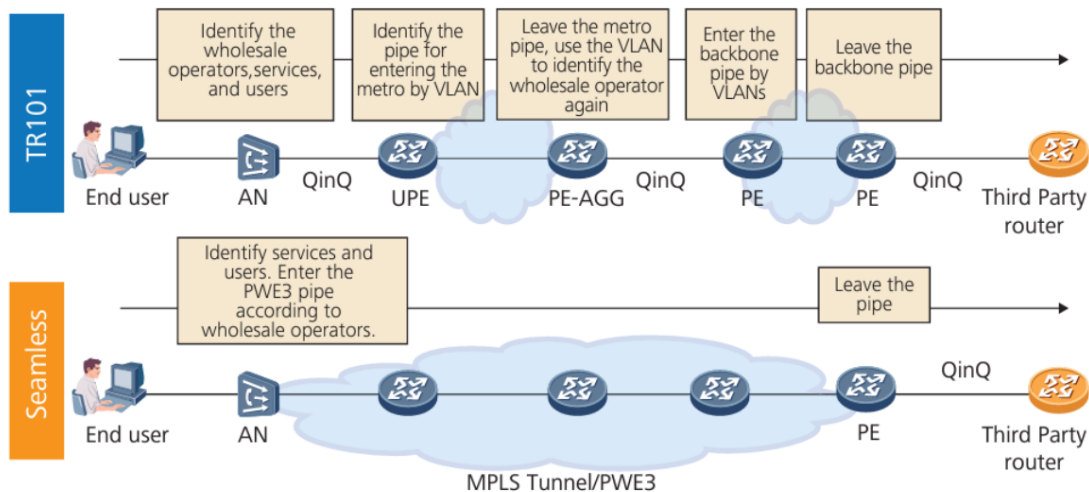 TR101
Identify the
wholesale
operators,services,
and users
Identify the
pipe for
entering the
metro by VLAN
Leave the metro
pipe, use the VLAN
to identify the
wholesale operator
again
Enter the
backbone
pipe by
VLANs
Leave the
backbone pipe
End user
AN
QinQ
UPE
PE-AGG
QinQ
PE
PE
QinQ
Third Party
router
Seamless
Identify services and
users. Enter the
PWE3 pipe
according to
wholesale operators.
Leave the
pipe
End user
AN
PE
QinQ
Third Party
router
MPLS Tunnel/PWE3